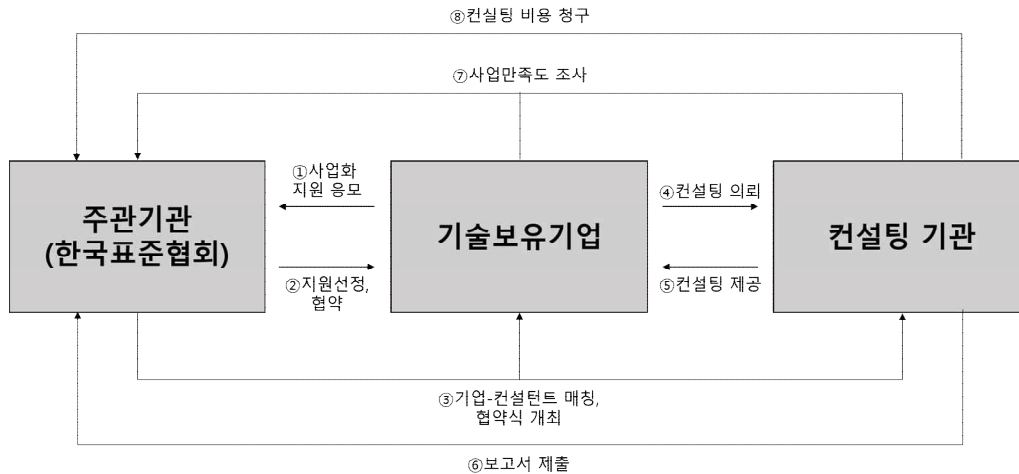 ⑧컨실팅 비용 청구
⑦사업만족도 조사
①사업화
지원 응모
④컨설팅 의뢰
주관기관
(한국표준협회)
기술보유기업
컨설팅 기관
②지원선정,
협약
⑤컨설팅 제공
③기업-컨설턴트 매칭,
협약식 개최
⑥보고서 제출